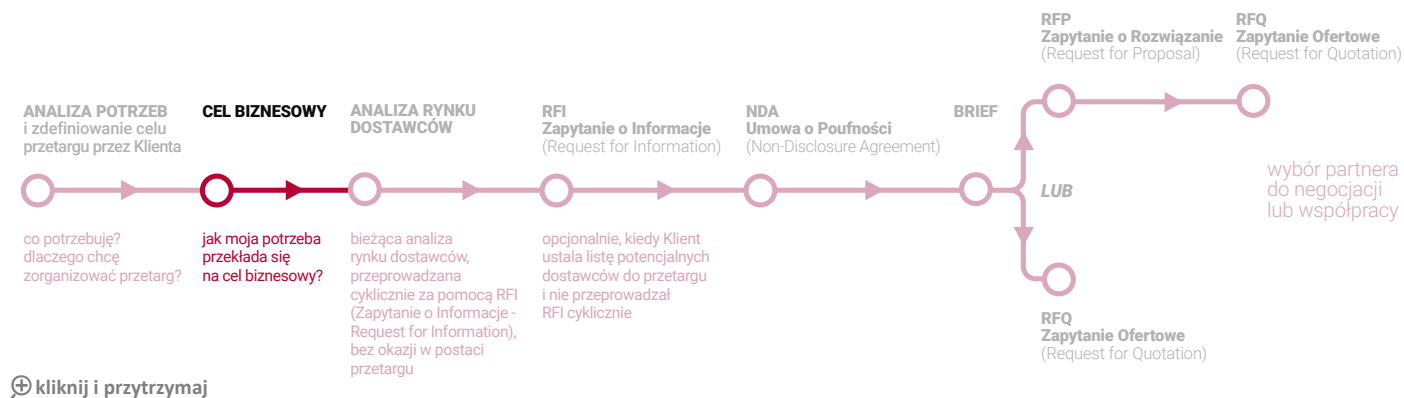 ANALIZA POTRZEB
i zdefiniowanie celu
przetargu przez Klienta
co potrzebuję?
dlaczego chcę
zorganizować przetarg?
CEL BIZNESOWY
jak moja potrzeba
przekłada się
na cel biznesowy?
ANALIZA RYNKU
DOSTAWCÓW
bieżąca analiza
rynku dostawców,
przeprowadzana
cyklicznie za pomocą RFI
(Zapytanie o Informacje -
Request for Information),
bez okazji w postaci
przetargu
RFI
Zapytanie o Informacje
(Request for Information)
opcjonalnie, kiedy Klient
ustala listę potencjalnych
dostawców do przetargu
i nie przeprowadzał
RFI cyklicznie
NDA
Umowa o Poufności
(Non-Disclosure Agreement)
BRIEF
RFP
Zapytanie o Rozwiązanie
(Request for Proposal)
RFQ
Zapytanie Ofertowe
(Request for Quotation)
LUB
wybór partnera
do negocjacji
lub współpracy
RFQ
Zapytanie Ofertowe
(Request for Quotation)
kliknij i przytrzymaj